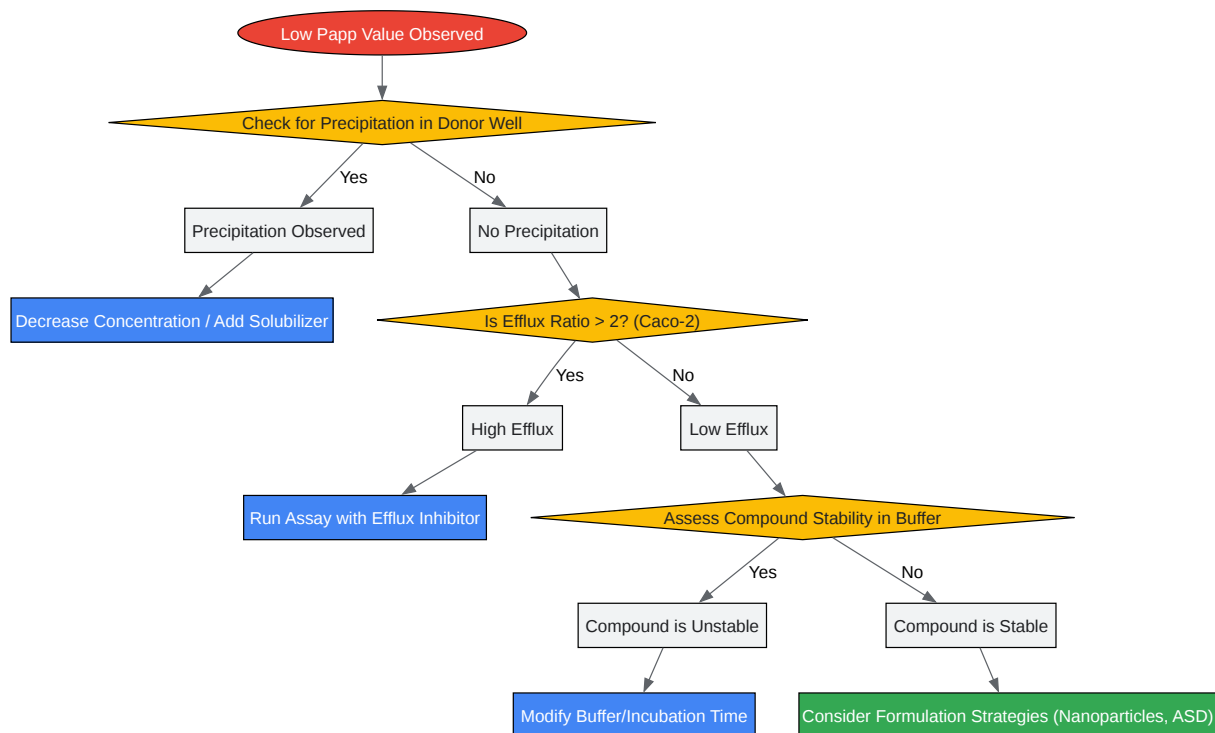 Low Papp Value Observed
Check for Precipitation in Donor Well
Yes
No
Precipitation Observed
No Precipitation
Decrease Concentration / Add Solubilizer
Is Efflux Ratio > 2? (Caco-2)
Yes
No
High Efflux
Low Efflux
Run Assay with Efflux Inhibitor
Assess Compound Stability in Buffer
Yes
No
Compound is Unstable
Compound is Stable
Modify Buffer/Incubation Time
Consider Formulation Strategies (Nanoparticles, ASD)